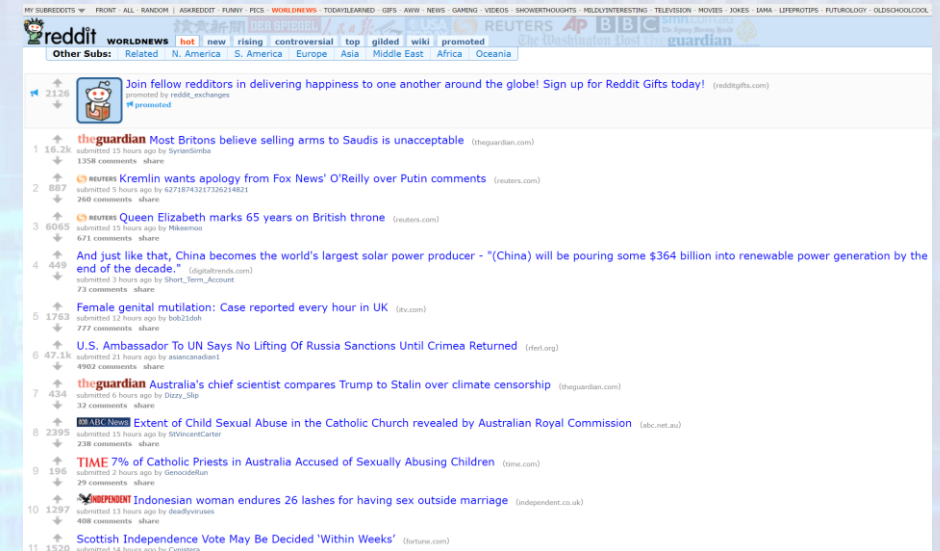 MY SUBREDDITS FRONT - ALL - RANDOM | ASKREDDIT - FUNNY - PICS - WORLDNEWS - TODAYILEARNED - GIFS - AWW - NEWS - GAMING - VIDEOS - SHOWERTHOUGHTS - MILDLYINTERESTING - TELEVISION - MOVIES - JOKES - IAMA - LIFEPROTIPS - FUTUROLOGY - OLDSCHOOLCOOL
DER SPIEGEL USA REUTERS AP BBC
The Washington Post the guardian
reddit WORLDNEWS hot new rising controversial top gilded wiki promoted
Other Subs: Related N. America S. America Europe Asia Middle East Africa Oceania
Join fellow redditors in delivering happiness to one another around the globe! Sign up for Reddit Gifts today! (redditgifts.com)
2126 promoted by reddit_exchanges
promoted
theguardian Most Britons believe selling arms to Saudis is unacceptable (theguardian.com)
1 16.2k submitted 15 hours ago by SyrianSimba
1358 comments share
REUTERS Kremlin wants apology from Fox News' O'Reilly over Putin comments (reuters.com)
2 887 submitted 5 hours ago by 62718743217326214821
260 comments share
REUTERS Queen Elizabeth marks 65 years on British throne (reuters.com)
3 6065 submitted 15 hours ago by Mikeemoo
671 comments share
And just like that, China becomes the world's largest solar power producer - "(China) will be pouring some $364 billion into renewable power generation by the
4 449 end of the decade." (digitaltrends.com)
submitted 3 hours ago by Short_Term_Account
73 comments share
Female genital mutilation: Case reported every hour in UK (itv.com)
5 1763 submitted 12 hours ago by bob21doh
777 comments share
U.S. Ambassador To UN Says No Lifting Of Russia Sanctions Until Crimea Returned (rferl.org)
6 47.1k submitted 21 hours ago by asiancanadian1
4902 comments share
theguardian Australia's chief scientist compares Trump to Stalin over climate censorship (theguardian.com)
7 434 submitted 6 hours ago by Dizzy_Slip
32 comments share
ABC News Extent of Child Sexual Abuse in the Catholic Church revealed by Australian Royal Commission (abc.net.au)
8 2395 submitted 15 hours ago by StVincentCarter
238 comments share
TIME 7% of Catholic Priests in Australia Accused of Sexually Abusing Children (time.com)
9 196 submitted 2 hours ago by GenocideRun
29 comments share
INDEPENDENT Indonesian woman endures 26 lashes for having sex outside marriage (independent.co.uk)
10 1297 submitted 13 hours ago by deadlyviruses
408 comments share
Scottish Independence Vote May Be Decided 'Within Weeks' (fortune.com)
11 1520 submitted 14 hours ago by